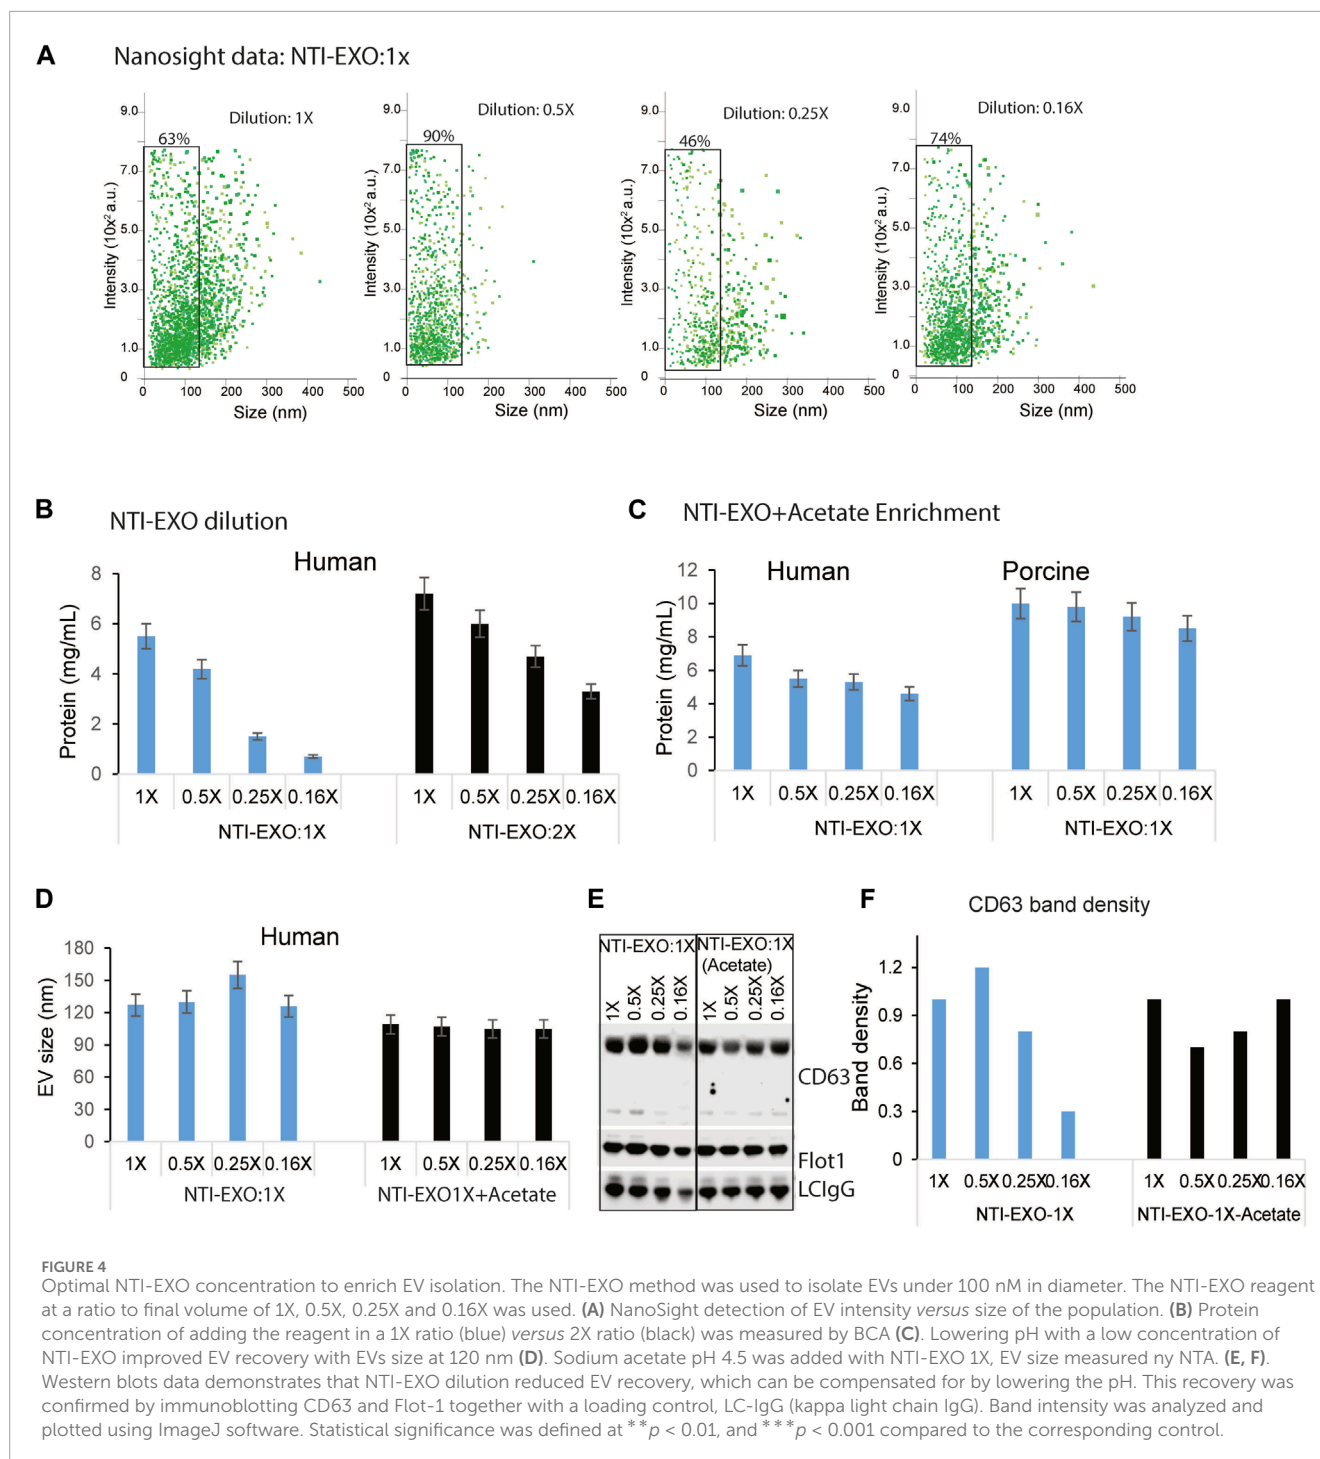 A Nanosight data: NTI-EXO:1x
Dilution: 1X
Dilution: 0.5X
Dilution: 0.25X
Dilution: 0.16X
63%
90%
46%
74%
Intensity (10x² a.u.)
9.0
7.0
5.0
3.0
1.0
0
0 100 200 300 400 500
Size (nm)
Intensity (10x² a.u.)
9.0
7.0
5.0
3.0
1.0
0
0 100 200 300 400 500
Size (nm)
Intensity (10x² a.u.)
9.0
7.0
5.0
3.0
1.0
0
0 100 200 300 400 500
Size (nm)
Intensity (10x² a.u.)
9.0
7.0
5.0
3.0
1.0
0
0 100 200 300 400 500
Size (nm)
B NTI-EXO dilution
Human
Protein (mg/mL)
8
6
4
2
0
1X 0.5X 0.25X 0.16X 1X 0.5X 0.25X 0.16X
NTI-EXO:1X NTI-EXO:2X
C NTI-EXO+Acetate Enrichment
Human Porcine
Protein (mg/mL)
12
10
8
6
4
2
0
1X 0.5X 0.25X 0.16X 1X 0.5X 0.25X 0.16X
NTI-EXO:1X NTI-EXO:1X
D
Human
EV size (nm)
180
150
120
90
60
30
0
1X 0.5X 0.25X 0.16X 1X 0.5X 0.25X 0.16X
NTI-EXO:1X NTI-EXO1X+Acetate
E
NTI-EXO:1X NTI-EXO:1X
(Acetate)
1X 0.5X 0.25X 0.16X 1X 0.5X 0.25X 0.16X
CD63
Flot1
LCIgG
F
CD63 band density
Band density
1.2
0.9
0.6
0.3
0
1X 0.5X 0.25X 0.16X 1X 0.5X 0.25X 0.16X
NTI-EXO-1X NTI-EXO-1X-Acetate
FIGURE 4
Optimal NTI-EXO concentration to enrich EV isolation. The NTI-EXO method was used to isolate EVs under 100 nM in diameter. The NTI-EXO reagent
at a ratio to final volume of 1X, 0.5X, 0.25X and 0.16X was used. (A) NanoSight detection of EV intensity versus size of the population. (B) Protein
concentration of adding the reagent in a 1X ratio (blue) versus 2X ratio (black) was measured by BCA (C). Lowering pH with a low concentration of
NTI-EXO improved EV recovery with EVs size at 120 nm (D). Sodium acetate pH 4.5 was added with NTI-EXO 1X, EV size measured ny NTA. (E, F).
Western blots data demonstrates that NTI-EXO dilution reduced EV recovery, which can be compensated for by lowering the pH. This recovery was
confirmed by immunoblotting CD63 and Flot-1 together with a loading control, LC-IgG (kappa light chain IgG). Band intensity was analyzed and
plotted using ImageJ software. Statistical significance was defined at **p < 0.01, and ***p < 0.001 compared to the corresponding control.